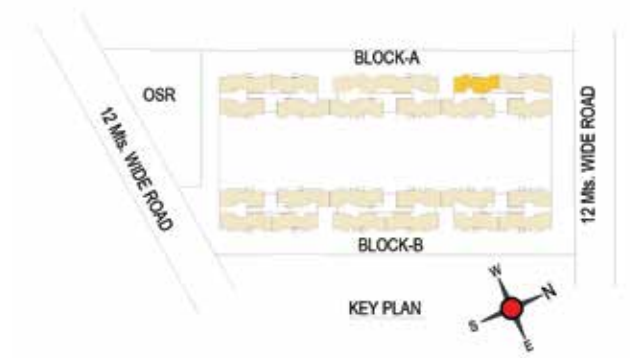 BLOCK-A
OSR
12 Mts. WIDE ROAD
12 Mts. WIDE ROAD
BLOCK-B
KEY PLAN
W
N
S
E